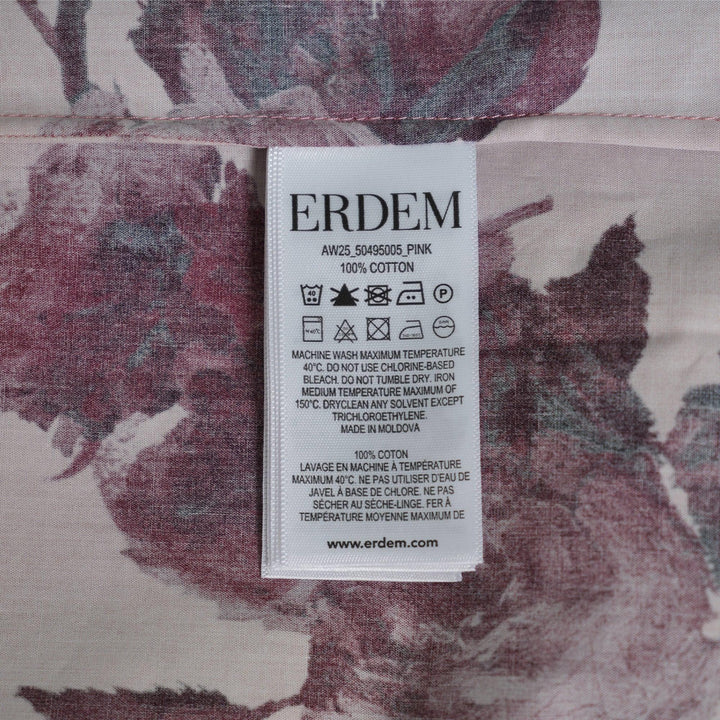 ERDEM
AW25_50495005_PINK
100% COTTON
40
P
MACHINE WASH MAXIMUM TEMPERATURE
40°C. DO NOT USE CHLORINE-BASED
BLEACH. DO NOT TUMBLE DRY. IRON
MEDIUM TEMPERATURE MAXIMUM OF
150°C. DRYCLEAN ANY SOLVENT EXCEPT
TRICHLOROETHYLENE.
MADE IN MOLDOVA
100% COTON
LAVAGE EN MACHINE À TEMPÉRATURE
MAXIMUM 40°C. NE PAS UTILISER D'EAU DE
JAVEL À BASE DE CHLORE. NE PAS
SÉCHER AU SÈCHE-LINGE. FER À
TEMPÉRATURE MOYENNE MAXIMUM DE
www.erdem.com